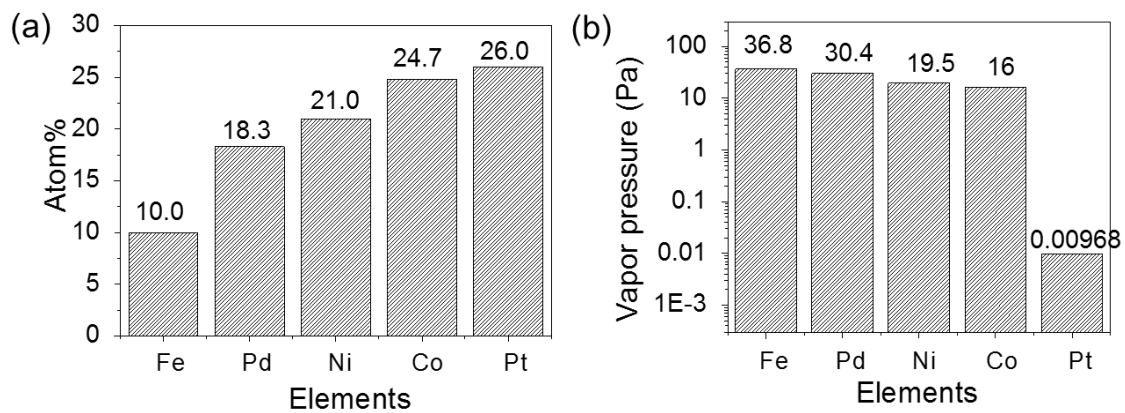 (a)
Atom%
30
25
20
15
10
5
0
10.0
18.3
21.0
24.7
26.0
Fe Pd Ni Co Pt
Elements
(b)
Vapor pressure (Pa)
100
10
1
0.1
0.01
1E-3
36.8
30.4
19.5
16
0.00968
Fe Pd Ni Co Pt
Elements